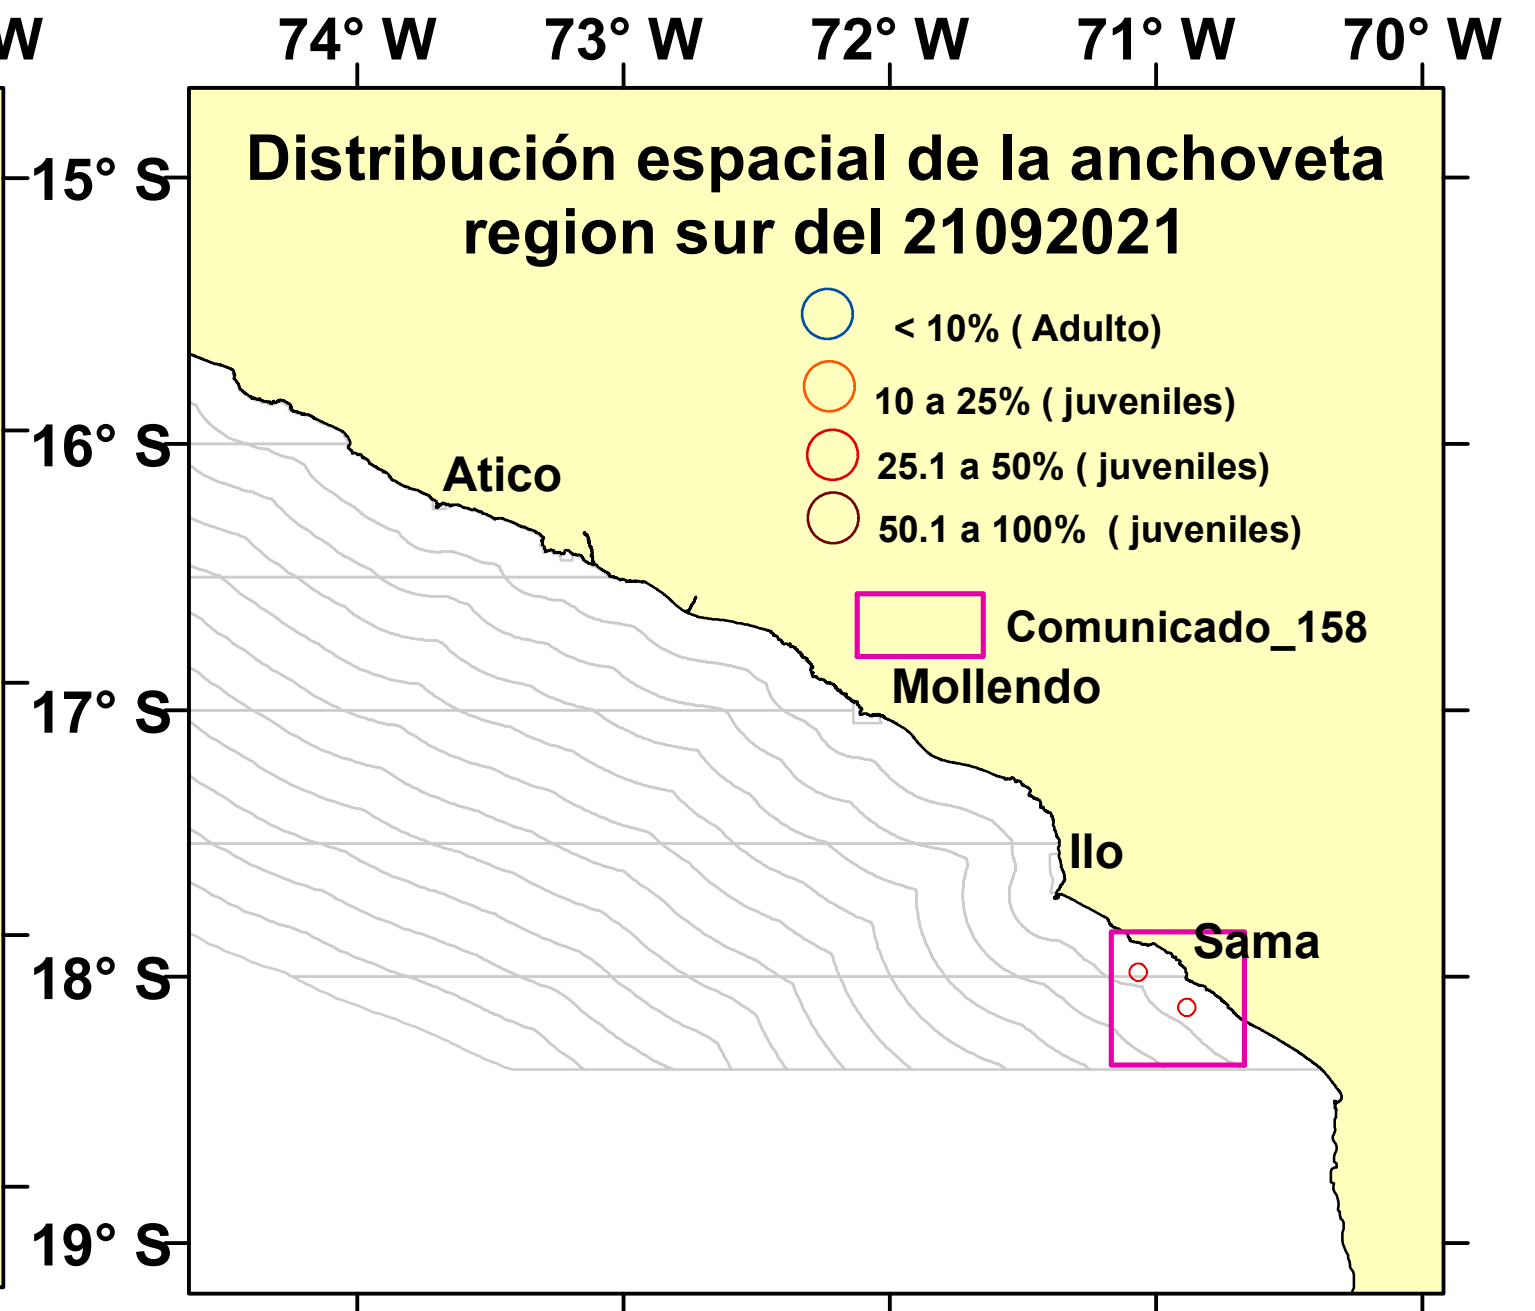 W
74° W
73° W
72° W
71° W
70° W
Distribución espacial de la anchoveta
region sur del 21092021
15° S
< 10% ( Adulto)
10 a 25% ( juveniles)
16° S
Atico
25.1 a 50% ( juveniles)
50.1 a 100%  ( juveniles)
Comunicado_158
Mollendo
17° S
Ilo
Sama
18° S
19° S